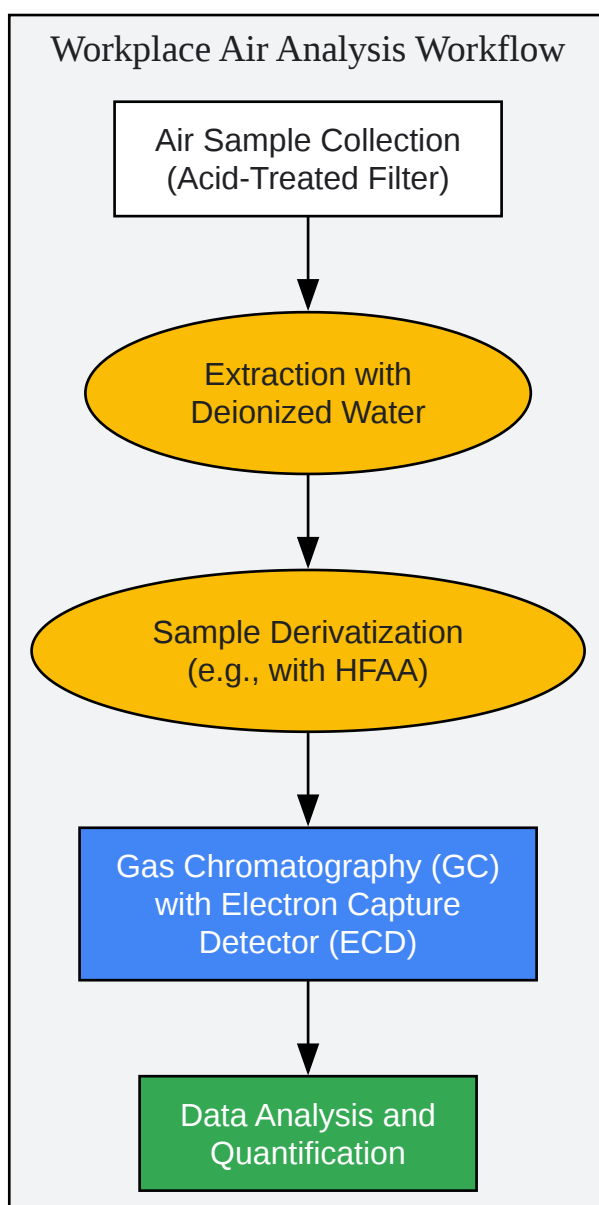 Workplace Air Analysis Workflow
Air Sample Collection
(Acid-Treated Filter)
Extraction with
Deionized Water
Sample Derivatization
(e.g., with HFAA)
Gas Chromatography (GC)
with Electron Capture
Detector (ECD)
Data Analysis and
Quantification